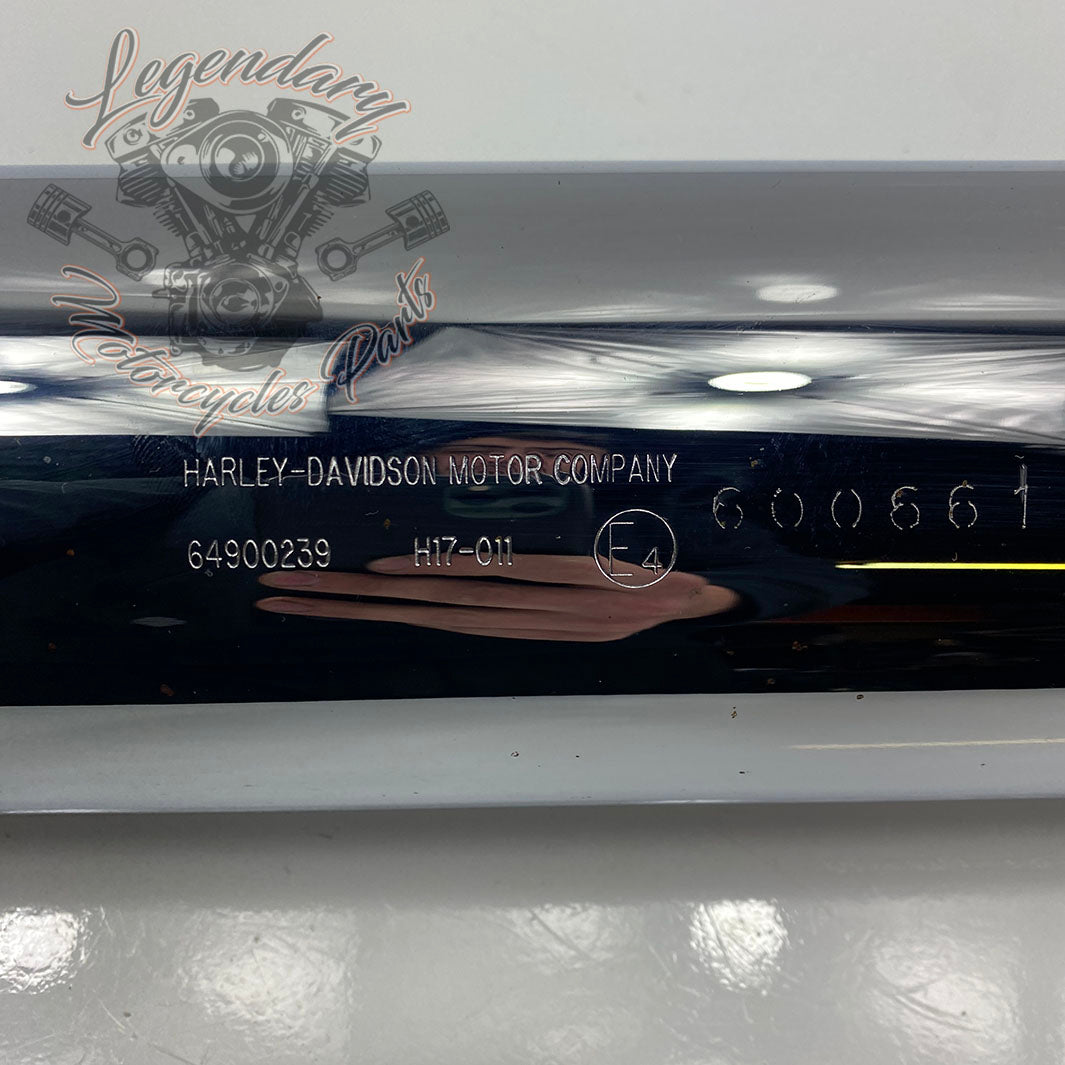 Legendary
Motorcycles Parts
HARLEY-DAVIDSON MOTOR COMPANY
600661
64900239 H17-011 E4